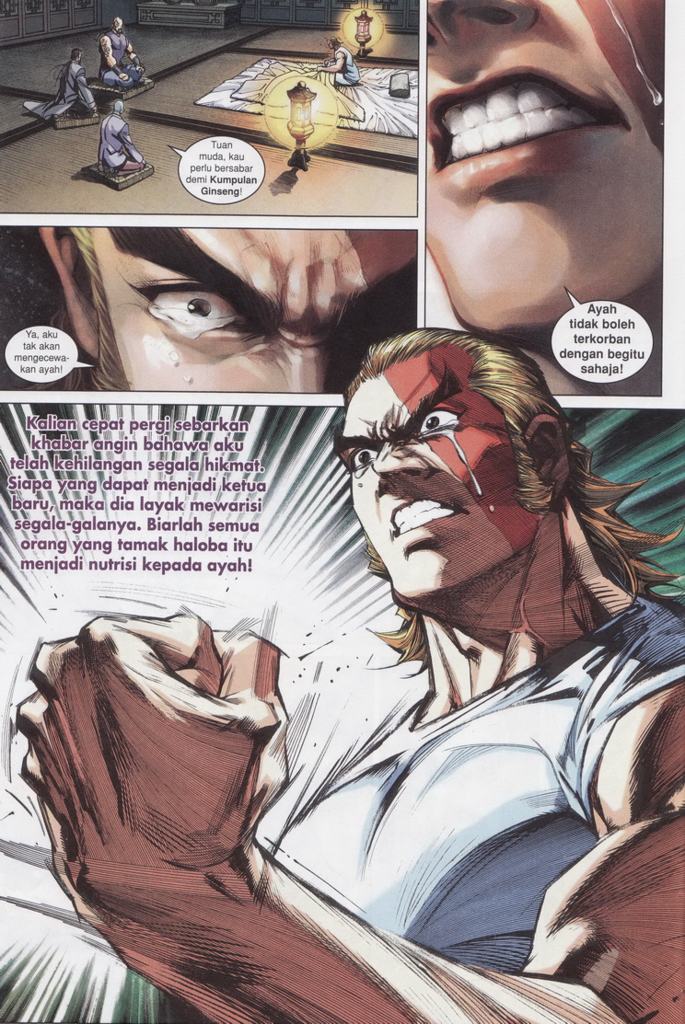 Tuan
muda, kau
perlu bersabar
demi Kumpulan
Ginseng!
Ayah
tidak boleh
terkorban
dengan begitu
sahaja!
Ya, aku
tak akan
mengecewa-
kan ayah!
Kalian cepat pergi sebarkan
khabar angin bahawa aku
telah kehilangan segala hikmat.
Siapa yang dapat menjadi ketua
baru, maka dia layak mewarisi
segala-galanya. Biarlah semua
orang yang tamak haloba itu
menjadi nutrisi kepada ayah!